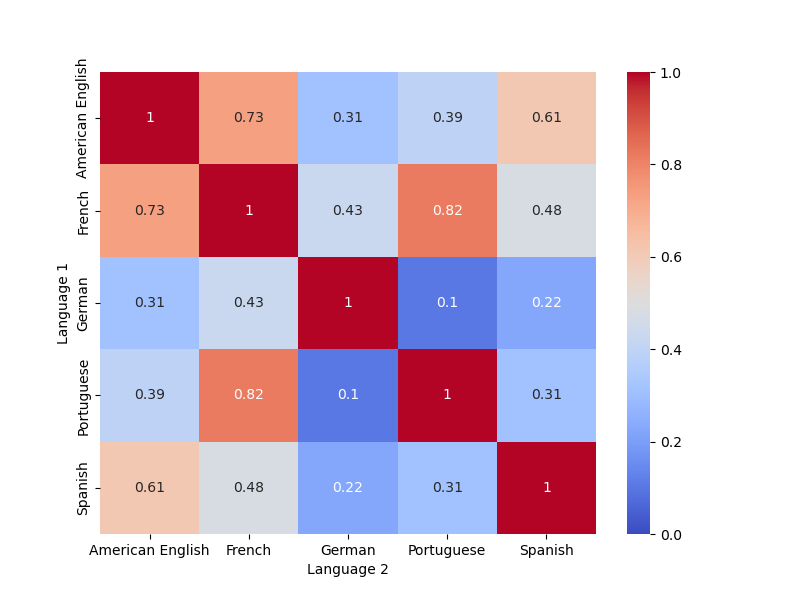 American English
1
0.73
0.31
0.39
0.61
French
0.73
1
0.43
0.82
0.48
German
0.31
0.43
1
0.1
0.22
Portuguese
0.39
0.82
0.1
1
0.31
Spanish
0.61
0.48
0.22
0.31
1
Language 1
American English
French
German
Portuguese
Spanish
Language 2
1.0
0.8
0.6
0.4
0.2
0.0